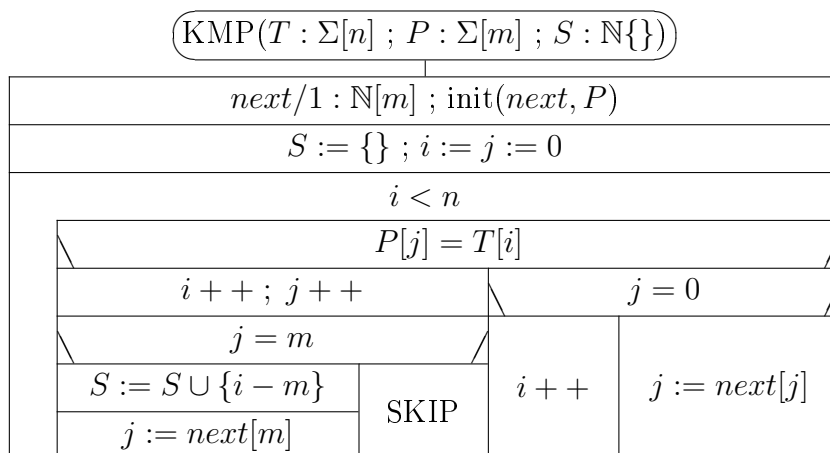 KMP(T : Σ[n] ; P : Σ[m] ; S : ℕ{})
next/1 : ℕ[m] ; init(next, P)
S := {} ; i := j := 0
i < n
P[j] = T[i]
i + + ; j + +
j = 0
j = m
S := S ∪ {i − m}
SKIP
i + +
j := next[j]
j := next[m]